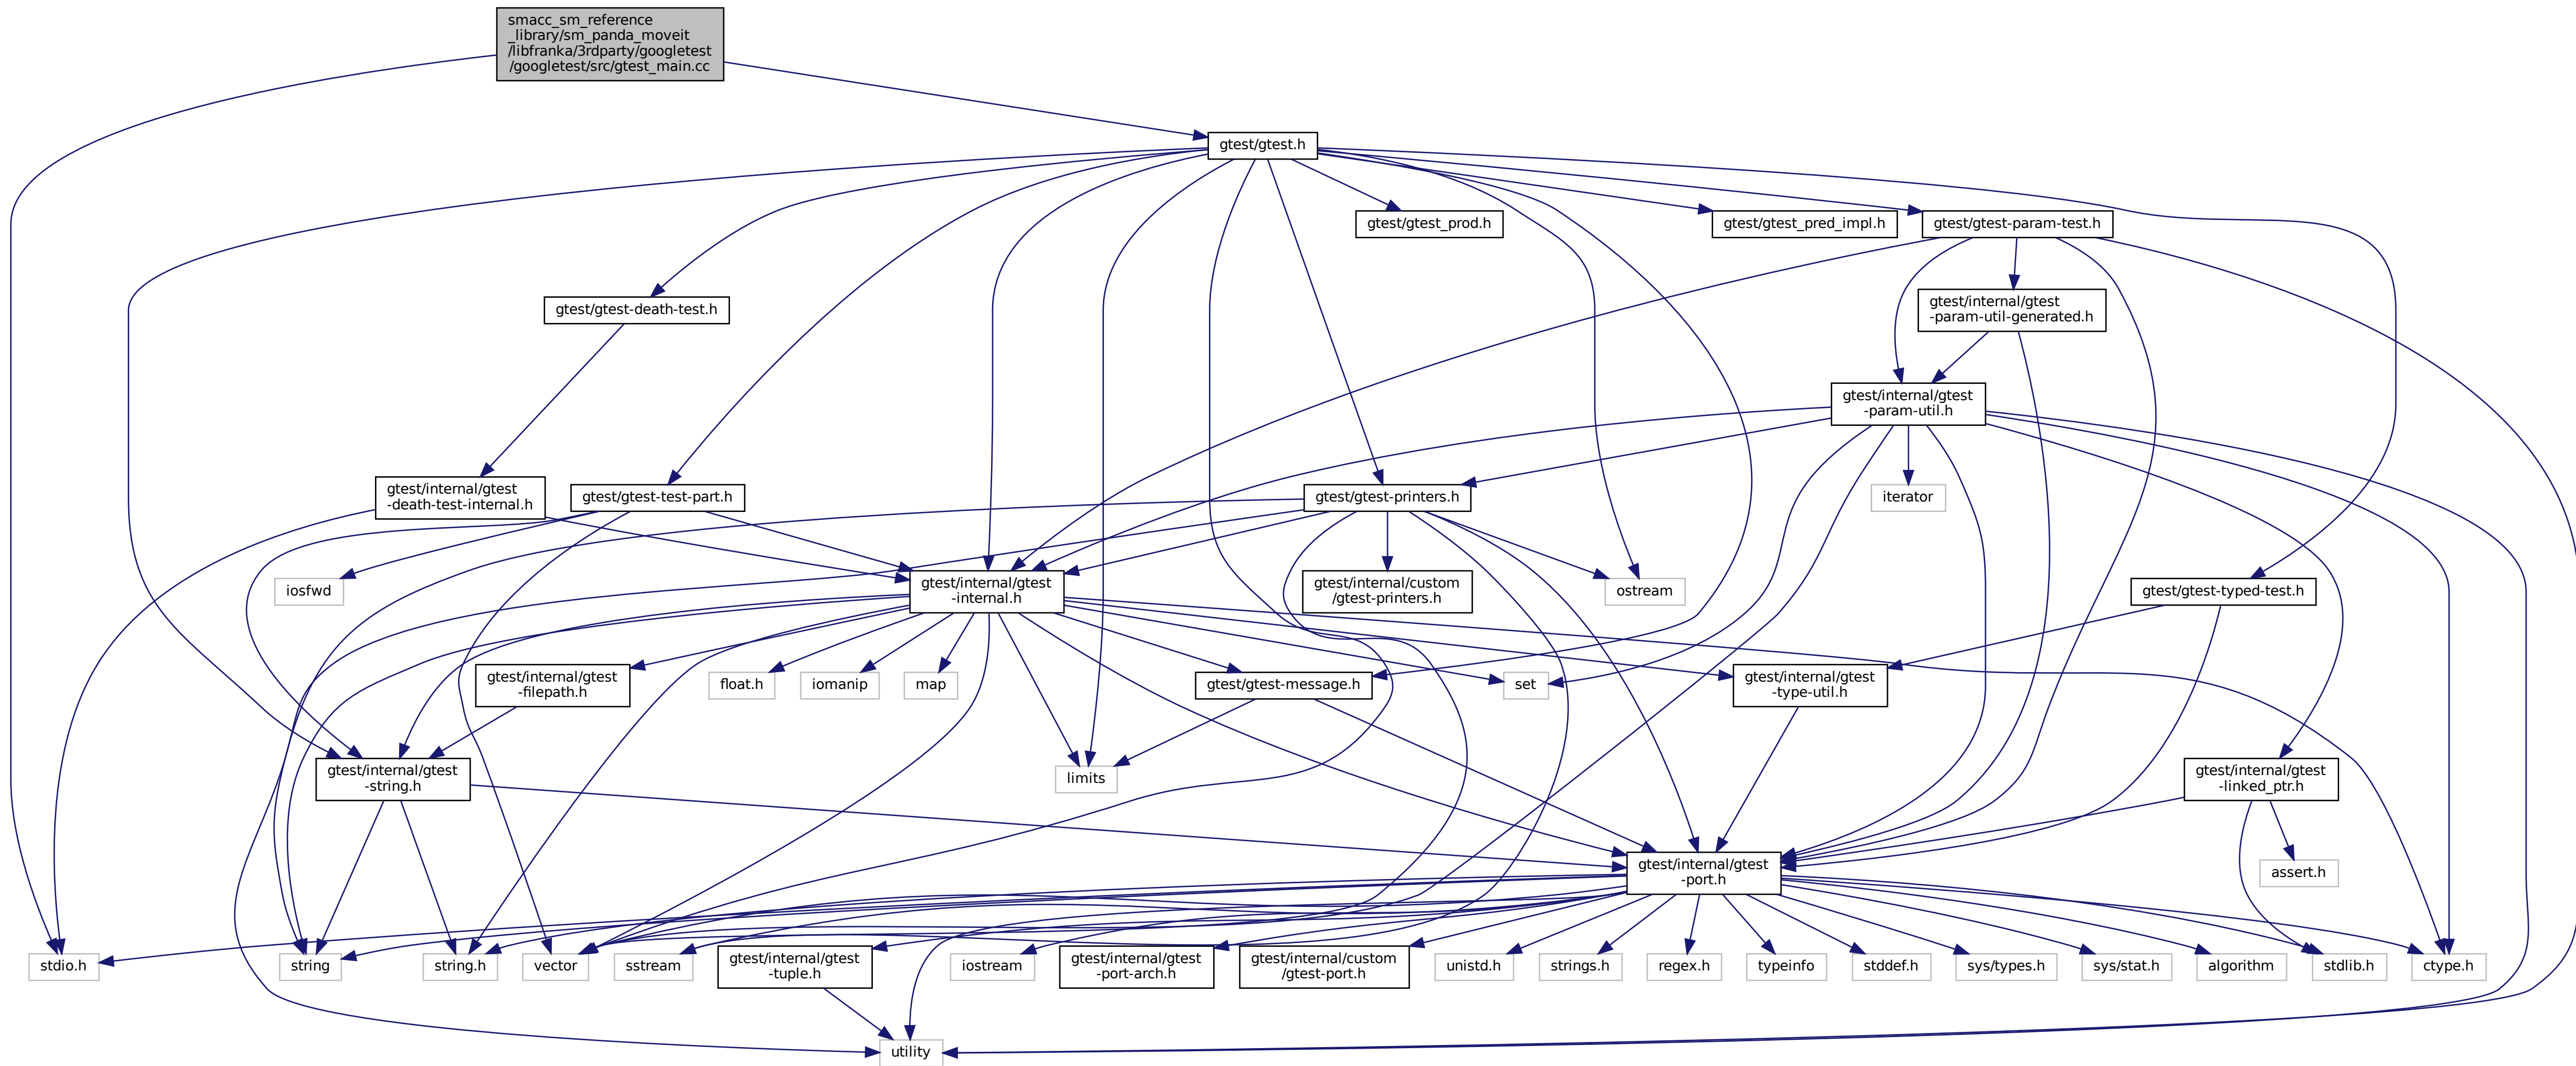 smacc_sm_reference
_library/sm_panda_moveit
/libfranka/3rdparty/googletest
/googletest/src/gtest_main.cc
gtest/gtest.h
gtest/gtest_prod.h
gtest/gtest_pred_impl.h
gtest/gtest-param-test.h
gtest/gtest-death-test.h
gtest/internal/gtest
-param-util-generated.h
gtest/internal/gtest
-param-util.h
gtest/internal/gtest
-death-test-internal.h
gtest/gtest-test-part.h
gtest/gtest-printers.h
iterator
iosfwd
gtest/internal/gtest
-internal.h
gtest/internal/custom
/gtest-printers.h
ostream
gtest/gtest-typed-test.h
gtest/internal/gtest
-filepath.h
float.h
iomanip
map
gtest/gtest-message.h
set
gtest/internal/gtest
-type-util.h
gtest/internal/gtest
-string.h
limits
gtest/internal/gtest
-linked_ptr.h
gtest/internal/gtest
-port.h
assert.h
stdio.h
string
string.h
vector
sstream
gtest/internal/gtest
-tuple.h
iostream
gtest/internal/gtest
-port-arch.h
gtest/internal/custom
/gtest-port.h
unistd.h
strings.h
regex.h
typeinfo
stddef.h
sys/types.h
sys/stat.h
algorithm
stdlib.h
ctype.h
utility